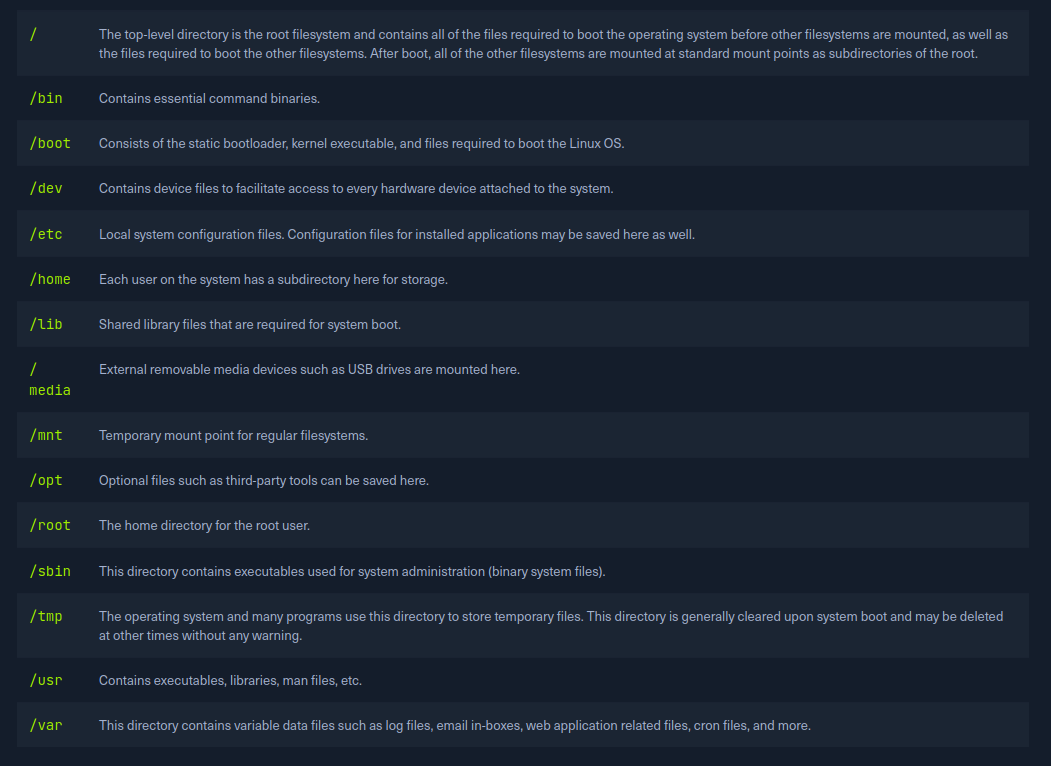 / The top-level directory is the root filesystem and contains all of the files required to boot the operating system before other filesystems are mounted, as well as
the files required to boot the other filesystems. After boot, all of the other filesystems are mounted at standard mount points as subdirectories of the root.
/bin Contains essential command binaries.
/boot Consists of the static bootloader, kernel executable, and files required to boot the Linux OS.
/dev Contains device files to facilitate access to every hardware device attached to the system.
/etc Local system configuration files. Configuration files for installed applications may be saved here as well.
/home Each user on the system has a subdirectory here for storage.
/lib Shared library files that are required for system boot.
/ External removable media devices such as USB drives are mounted here.
media
/mnt Temporary mount point for regular filesystems.
/opt Optional files such as third-party tools can be saved here.
/root The home directory for the root user.
/sbin This directory contains executables used for system administration (binary system files).
/tmp The operating system and many programs use this directory to store temporary files. This directory is generally cleared upon system boot and may be deleted
at other times without any warning.
/usr Contains executables, libraries, man files, etc.
/var This directory contains variable data files such as log files, email in-boxes, web application related files, cron files, and more.